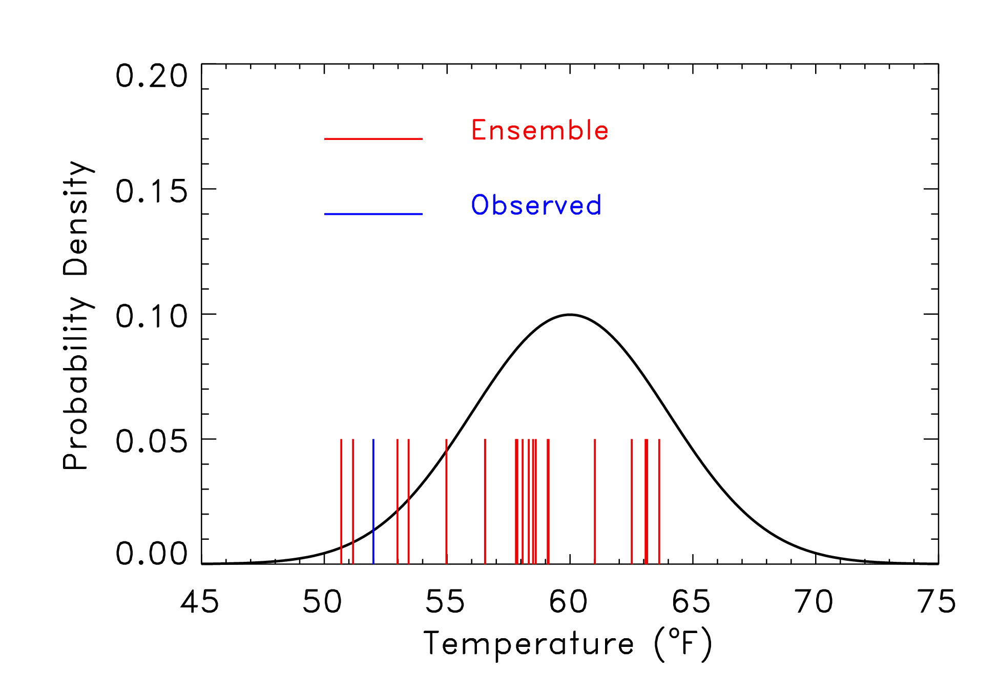 0.20
0.15
0.10
0.05
0.00
Probability Density
Ensemble
Observed
45 50 55 60 65 70 75
Temperature (°F)